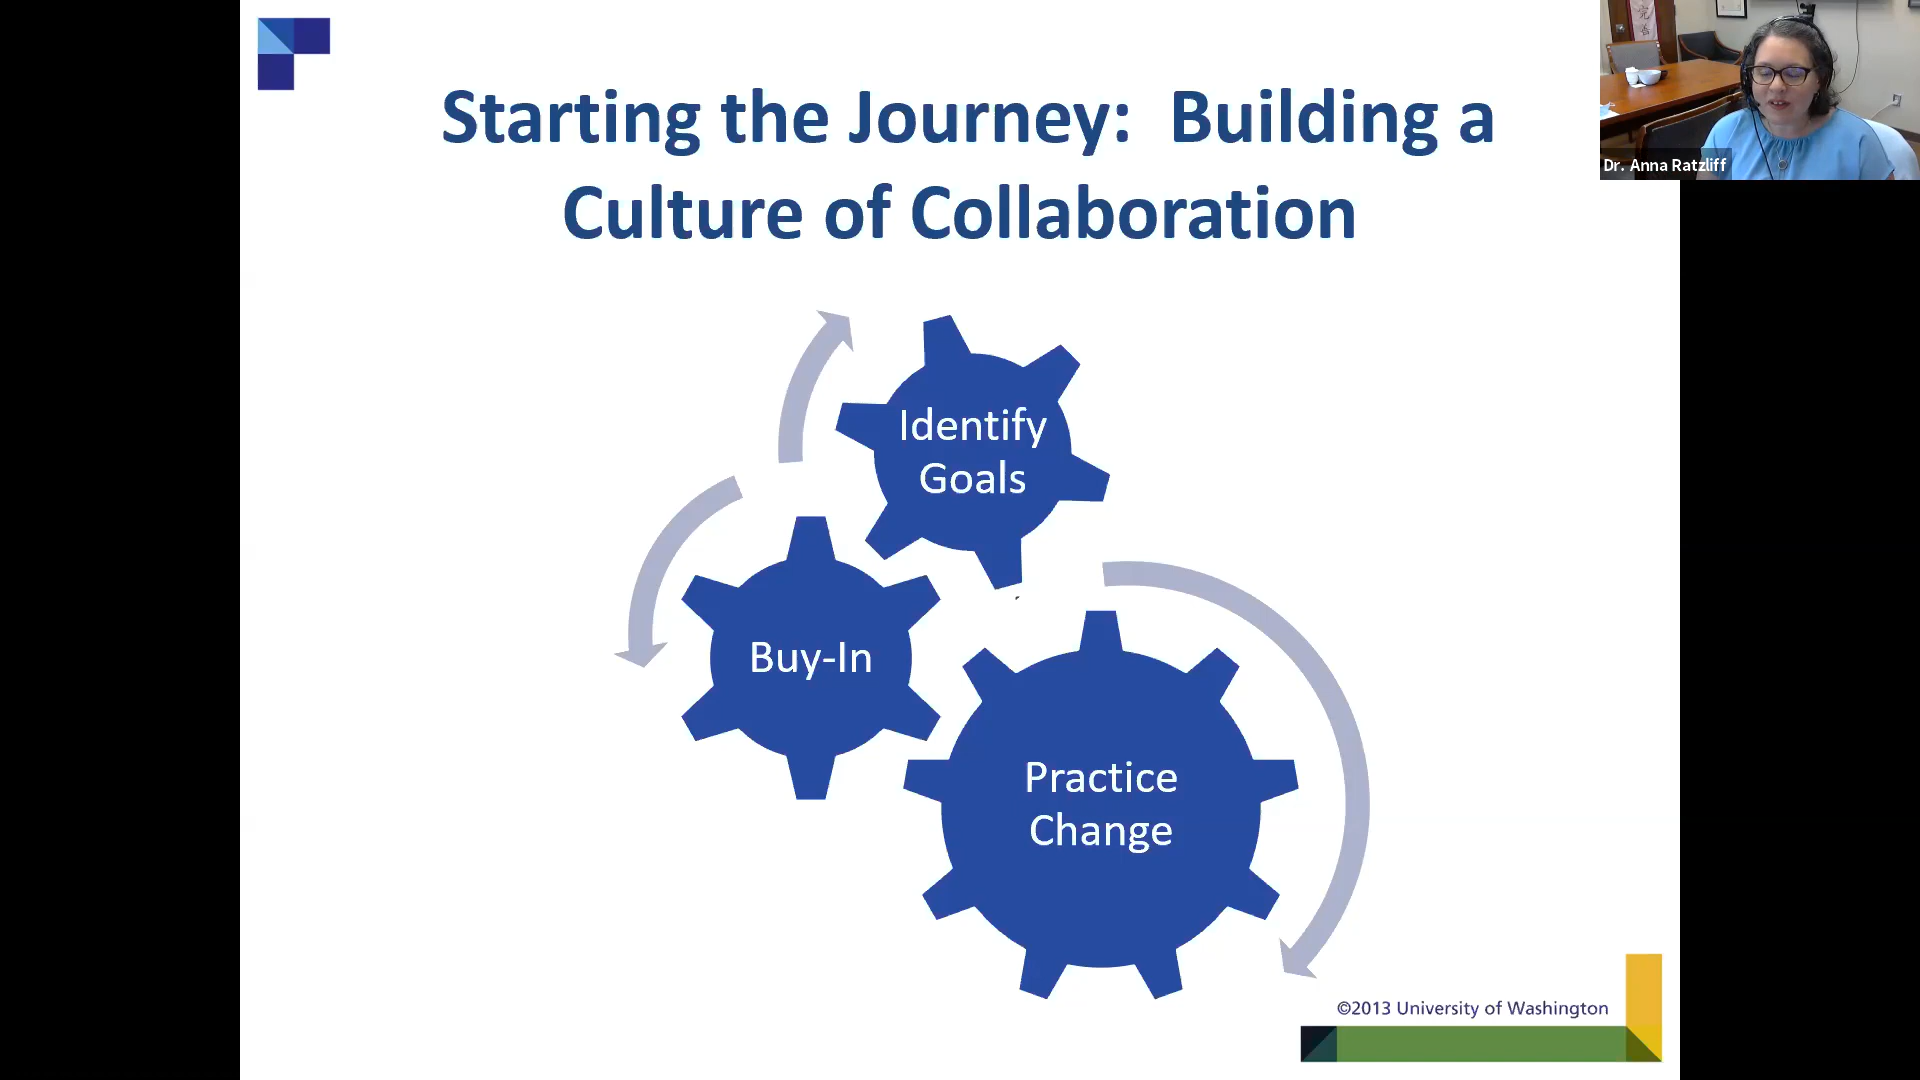 Starting the Journey:  Building a
Culture of Collaboration
Dr. Anna Ratzliff
Identify
Goals
Buy-In
Practice
Change
©2013 University of Washington